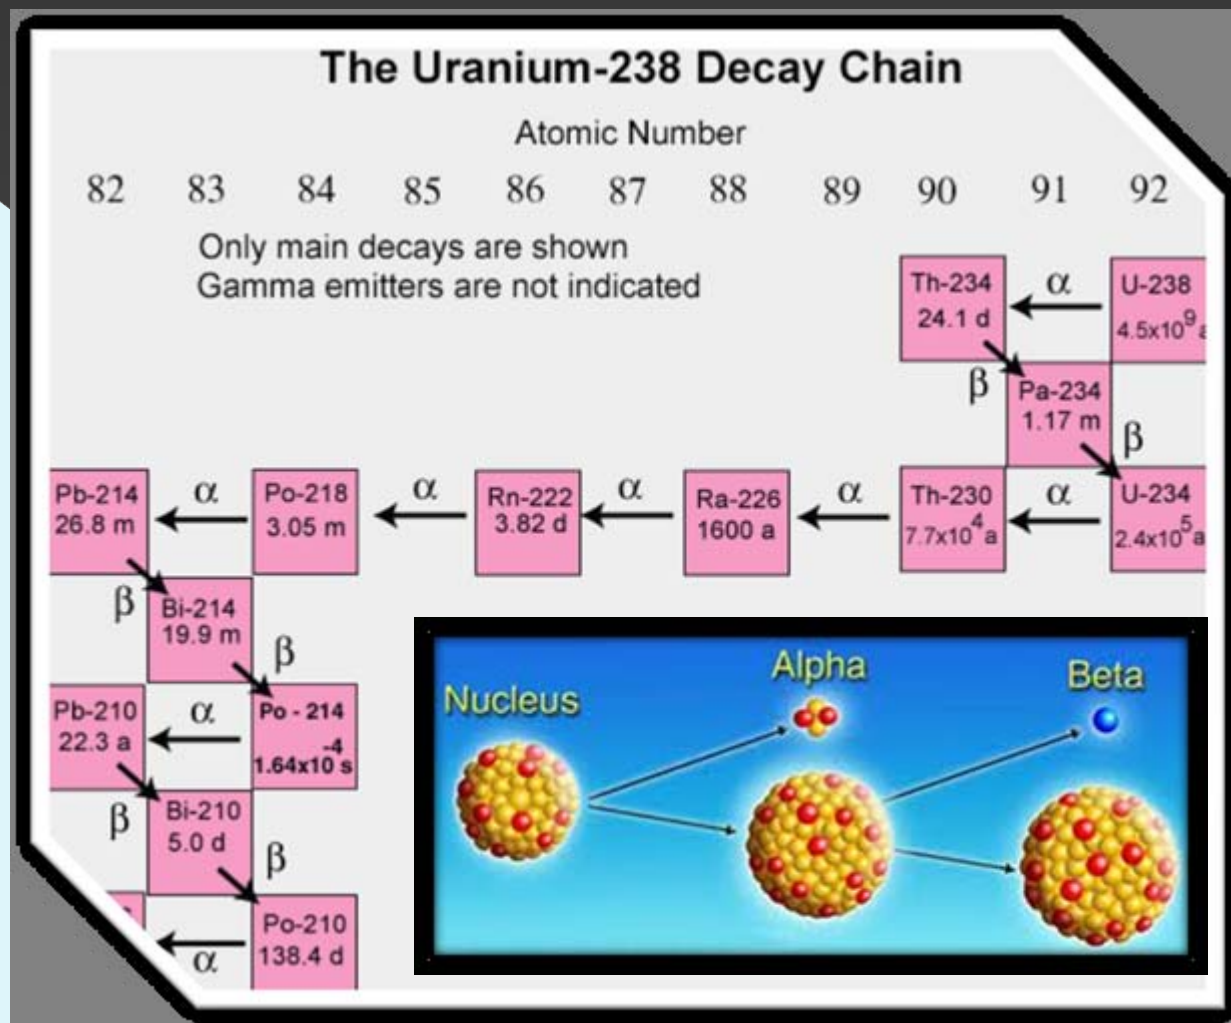 The Uranium-238 Decay Chain
Atomic Number
82 83 84 85 86 87 88 89 90 91 92
Only main decays are shown
Gamma emitters are not indicated
Th-234
24.1 d
α
U-238
4.5x10⁹ a
β
Pa-234
1.17 m
β
Pb-214
26.8 m
α
Po-218
3.05 m
α
Rn-222
3.82 d
α
Ra-226
1600 a
α
Th-230
7.7x10⁴a
α
U-234
2.4x10⁵a
β
Bi-214
19.9 m
β
Pb-210
22.3 a
α
Po - 214
1.64x10⁻⁴ s
β
Bi-210
5.0 d
β
α
Po-210
138.4 d
Nucleus
Alpha
Beta